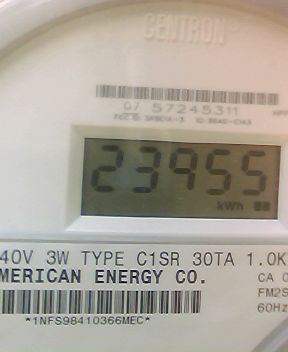 CENTRON
07 57245311
23955
kWh
40V 3W TYPE C1SR 30TA 1.0K
MERICAN ENERGY CO.
CA
FM2S
60Hz
*1NFS98410366MEC*